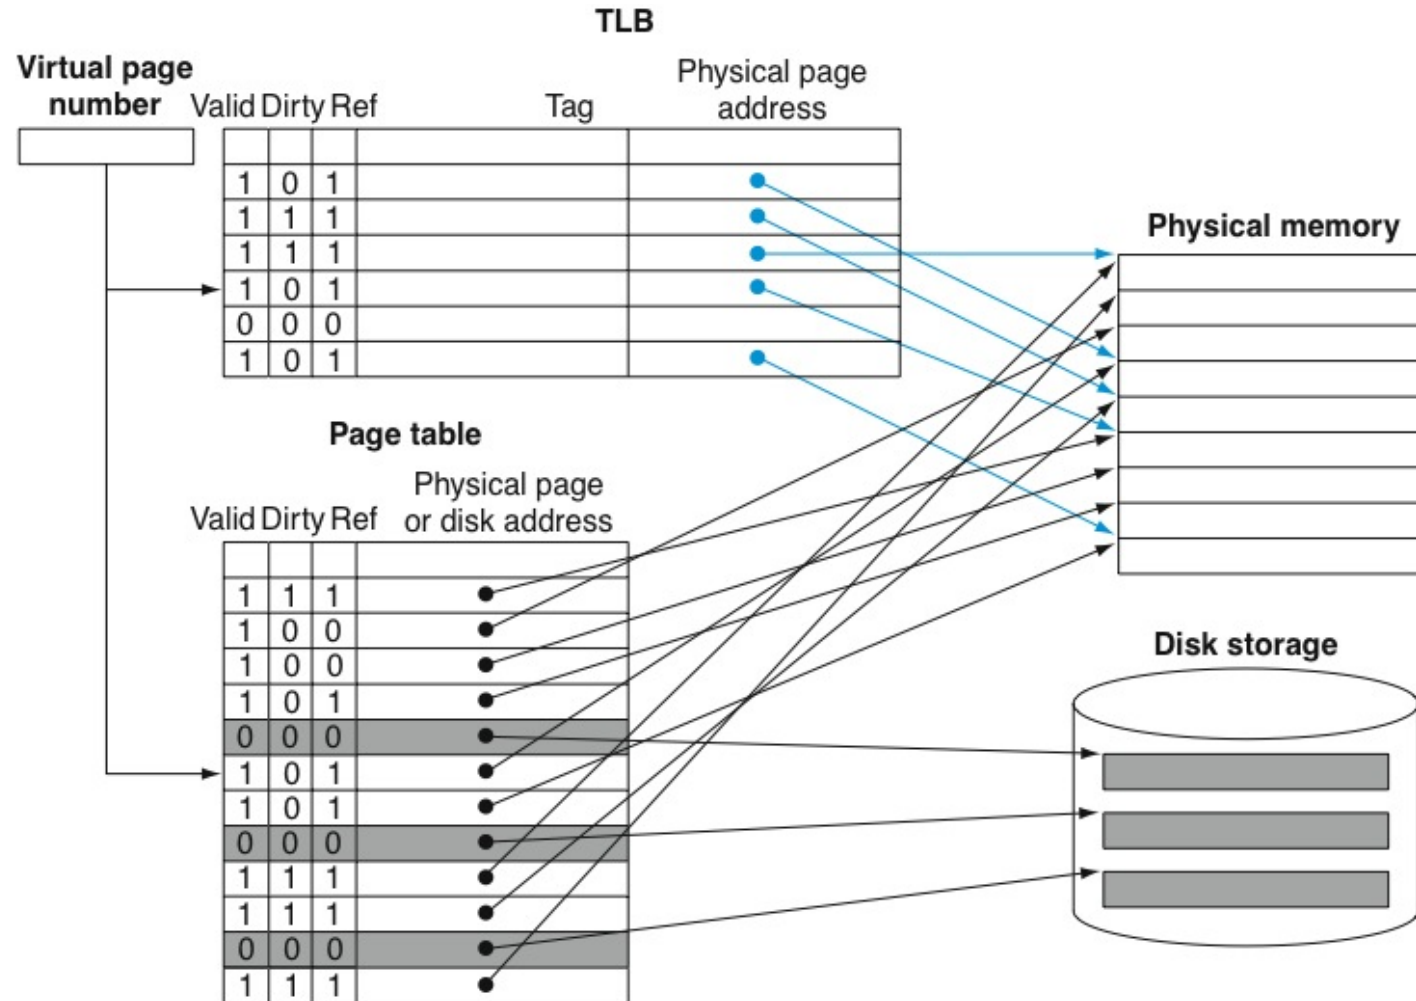 TLB
Virtual page
number
Valid Dirty Ref Tag Physical page
address
1 0 1
1 1 1
1 1 1
1 0 1
0 0 0
1 0 1
Physical memory
Page table
Valid Dirty Ref Physical page
or disk address
1 1 1
1 0 0
1 0 0
1 0 1
0 0 0
1 0 1
1 0 1
0 0 0
1 1 1
1 1 1
0 0 0
1 1 1
Disk storage